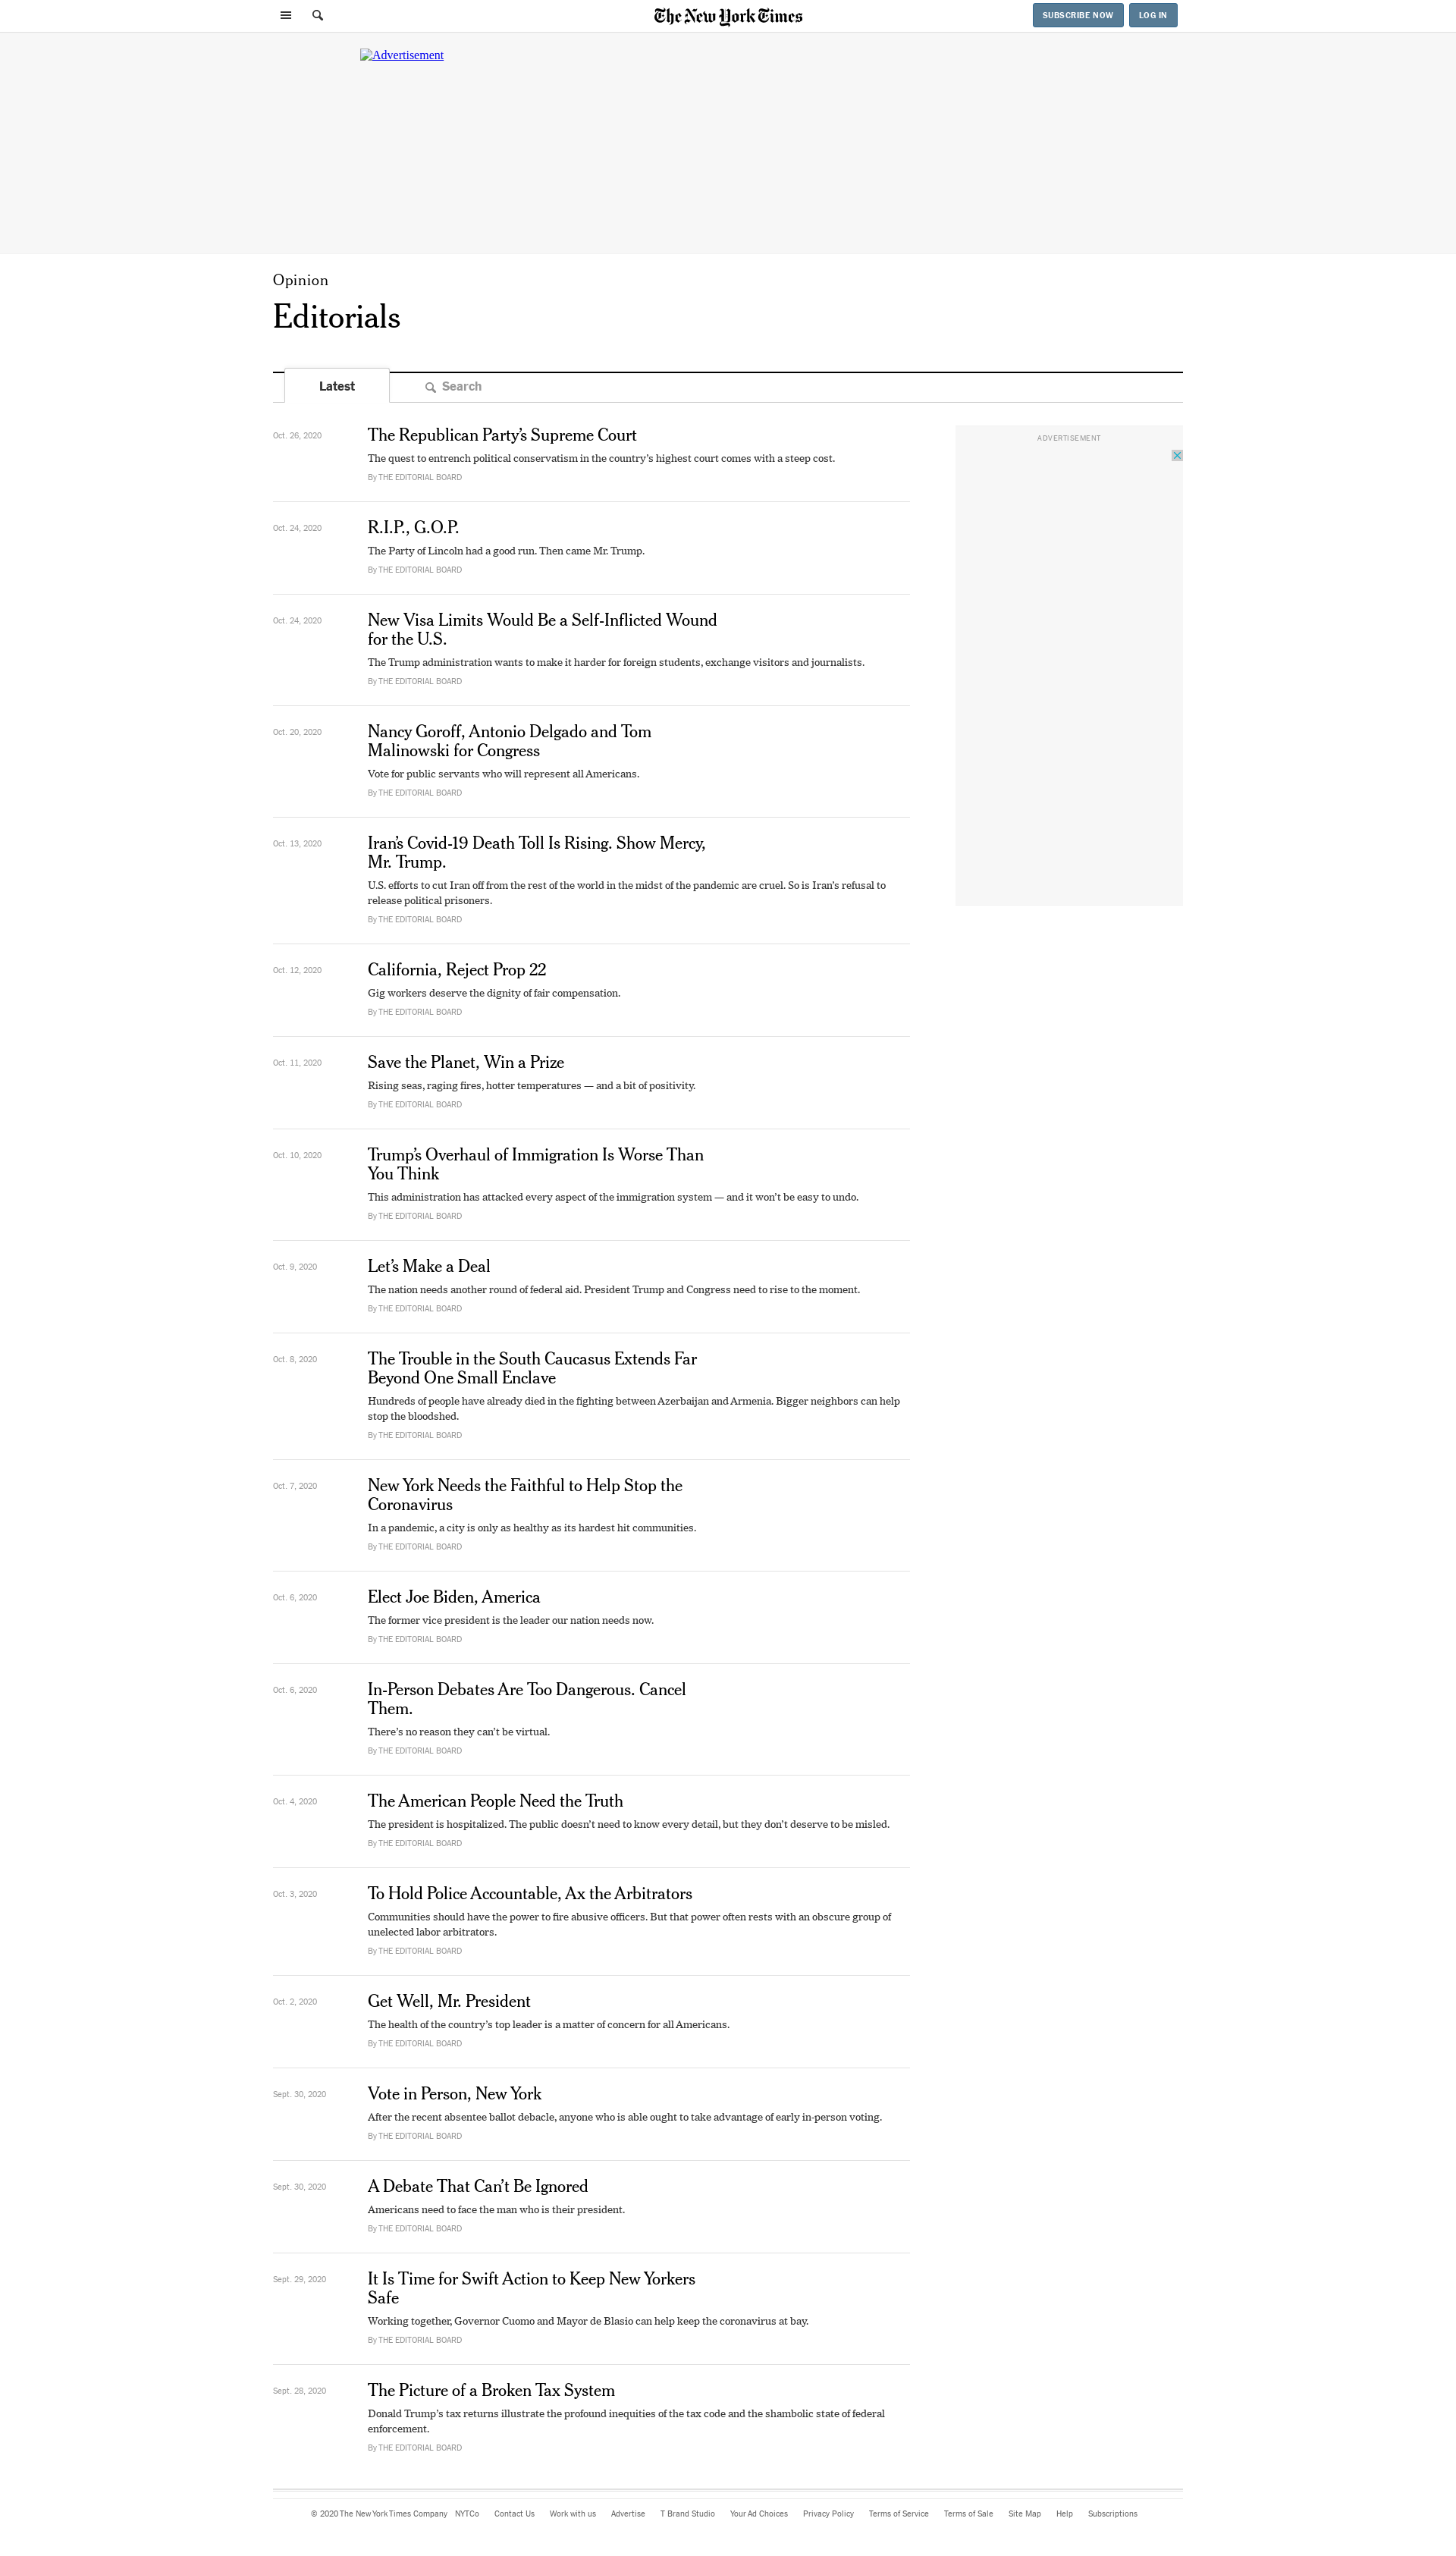 The New York Times
SUBSCRIBE NOW
LOG IN
Advertisement
Opinion
Editorials
Latest
Search
ADVERTISEMENT
Oct. 26, 2020
The Republican Party’s Supreme Court
The quest to entrench political conservatism in the country’s highest court comes with a steep cost.
By THE EDITORIAL BOARD
Oct. 24, 2020
R.I.P., G.O.P.
The Party of Lincoln had a good run. Then came Mr. Trump.
By THE EDITORIAL BOARD
Oct. 24, 2020
New Visa Limits Would Be a Self-Inflicted Wound
for the U.S.
The Trump administration wants to make it harder for foreign students, exchange visitors and journalists.
By THE EDITORIAL BOARD
Oct. 20, 2020
Nancy Goroff, Antonio Delgado and Tom
Malinowski for Congress
Vote for public servants who will represent all Americans.
By THE EDITORIAL BOARD
Oct. 13, 2020
Iran’s Covid-19 Death Toll Is Rising. Show Mercy,
Mr. Trump.
U.S. efforts to cut Iran off from the rest of the world in the midst of the pandemic are cruel. So is Iran’s refusal to
release political prisoners.
By THE EDITORIAL BOARD
Oct. 12, 2020
California, Reject Prop 22
Gig workers deserve the dignity of fair compensation.
By THE EDITORIAL BOARD
Oct. 11, 2020
Save the Planet, Win a Prize
Rising seas, raging fires, hotter temperatures — and a bit of positivity.
By THE EDITORIAL BOARD
Oct. 10, 2020
Trump’s Overhaul of Immigration Is Worse Than
You Think
This administration has attacked every aspect of the immigration system — and it won’t be easy to undo.
By THE EDITORIAL BOARD
Oct. 9, 2020
Let’s Make a Deal
The nation needs another round of federal aid. President Trump and Congress need to rise to the moment.
By THE EDITORIAL BOARD
Oct. 8, 2020
The Trouble in the South Caucasus Extends Far
Beyond One Small Enclave
Hundreds of people have already died in the fighting between Azerbaijan and Armenia. Bigger neighbors can help
stop the bloodshed.
By THE EDITORIAL BOARD
Oct. 7, 2020
New York Needs the Faithful to Help Stop the
Coronavirus
In a pandemic, a city is only as healthy as its hardest hit communities.
By THE EDITORIAL BOARD
Oct. 6, 2020
Elect Joe Biden, America
The former vice president is the leader our nation needs now.
By THE EDITORIAL BOARD
Oct. 6, 2020
In-Person Debates Are Too Dangerous. Cancel
Them.
There’s no reason they can’t be virtual.
By THE EDITORIAL BOARD
Oct. 4, 2020
The American People Need the Truth
The president is hospitalized. The public doesn’t need to know every detail, but they don’t deserve to be misled.
By THE EDITORIAL BOARD
Oct. 3, 2020
To Hold Police Accountable, Ax the Arbitrators
Communities should have the power to fire abusive officers. But that power often rests with an obscure group of
unelected labor arbitrators.
By THE EDITORIAL BOARD
Oct. 2, 2020
Get Well, Mr. President
The health of the country’s top leader is a matter of concern for all Americans.
By THE EDITORIAL BOARD
Sept. 30, 2020
Vote in Person, New York
After the recent absentee ballot debacle, anyone who is able ought to take advantage of early in-person voting.
By THE EDITORIAL BOARD
Sept. 30, 2020
A Debate That Can’t Be Ignored
Americans need to face the man who is their president.
By THE EDITORIAL BOARD
Sept. 29, 2020
It Is Time for Swift Action to Keep New Yorkers
Safe
Working together, Governor Cuomo and Mayor de Blasio can help keep the coronavirus at bay.
By THE EDITORIAL BOARD
Sept. 28, 2020
The Picture of a Broken Tax System
Donald Trump’s tax returns illustrate the profound inequities of the tax code and the shambolic state of federal
enforcement.
By THE EDITORIAL BOARD
© 2020 The New York Times Company NYTCo Contact Us Work with us Advertise T Brand Studio Your Ad Choices Privacy Policy Terms of Service Terms of Sale Site Map Help Subscriptions